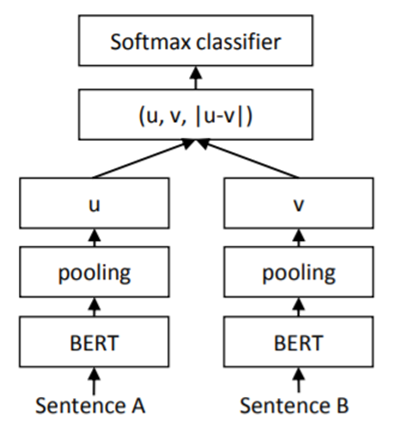 Softmax classifier
(u, v, |u-v|)
u v
pooling pooling
BERT BERT
Sentence A Sentence B